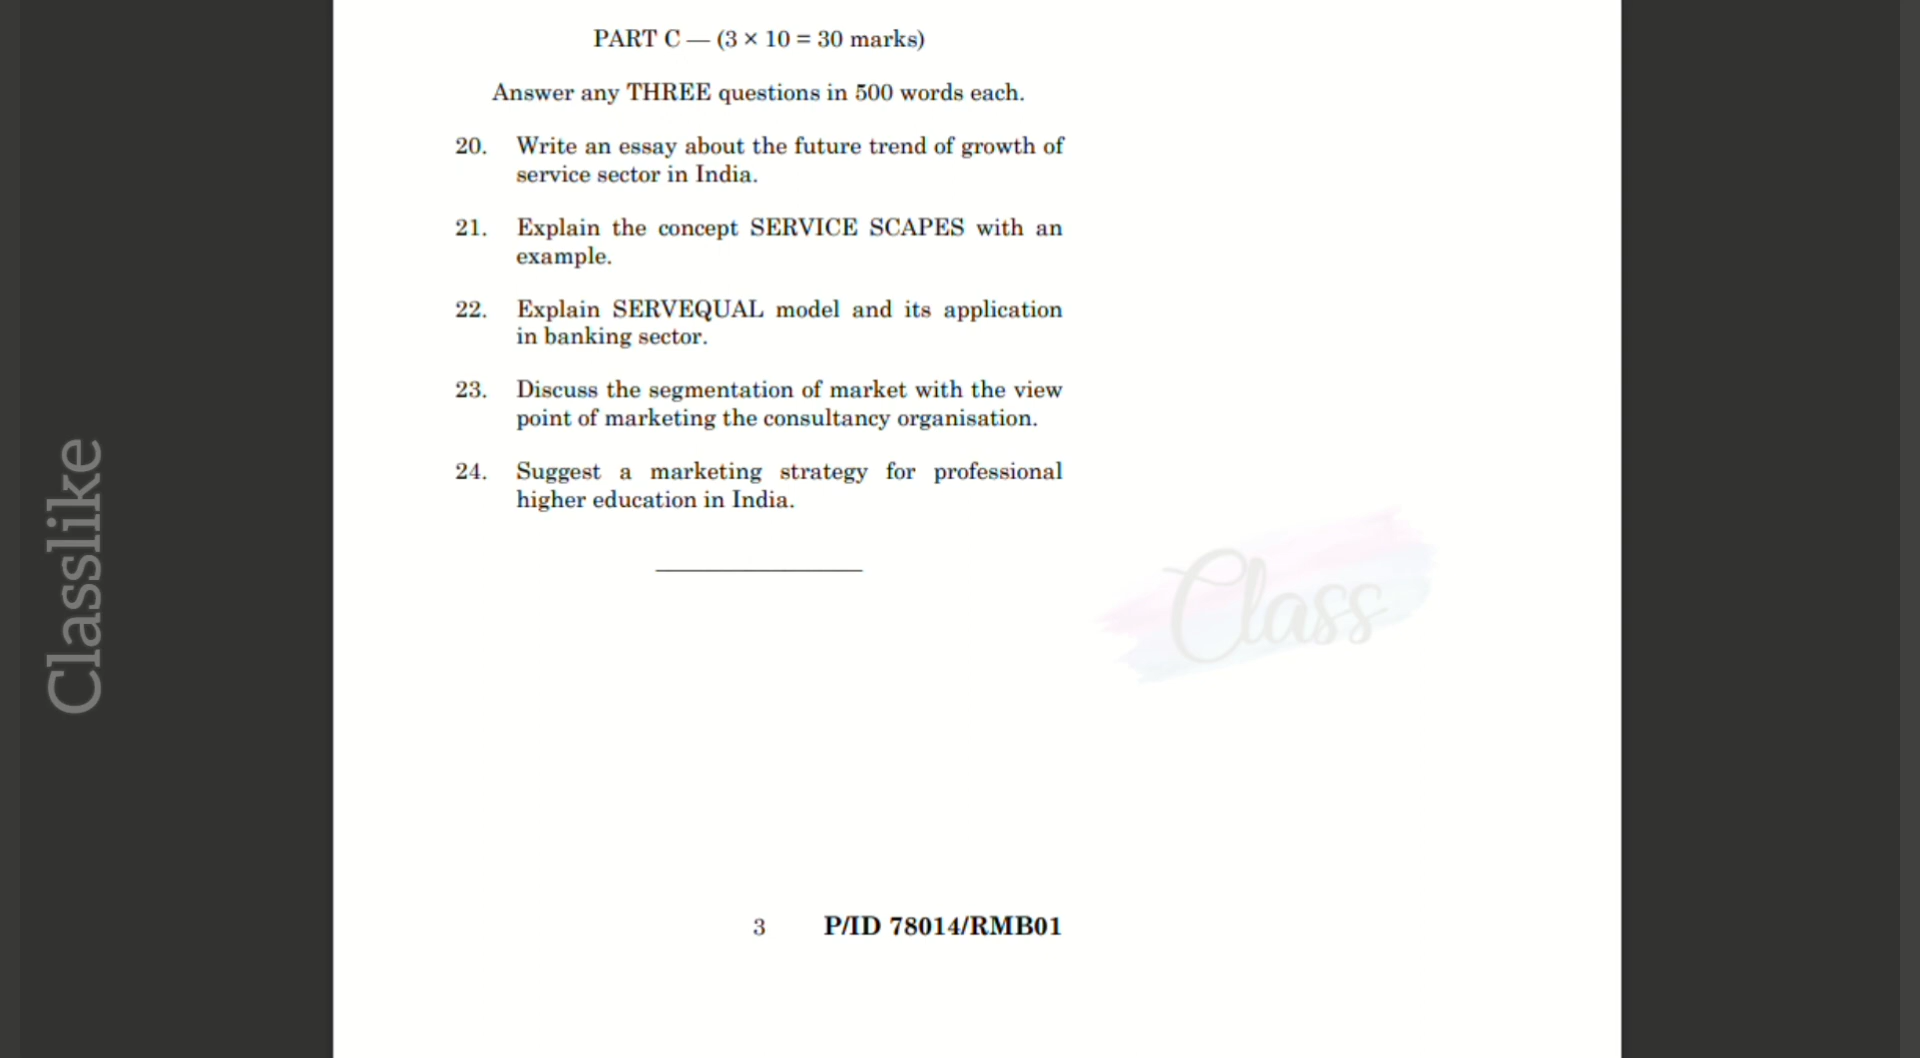 PART C — (3 × 10 = 30 marks)
Answer any THREE questions in 500 words each.
20. Write an essay about the future trend of growth of
service sector in India.
21. Explain the concept SERVICE SCAPES with an
example.
22. Explain SERVEQUAL model and its application
in banking sector.
23. Discuss the segmentation of market with the view
point of marketing the consultancy organisation.
24. Suggest a marketing strategy for professional
higher education in India.
Classlike
Class
3 P/ID 78014/RMB01